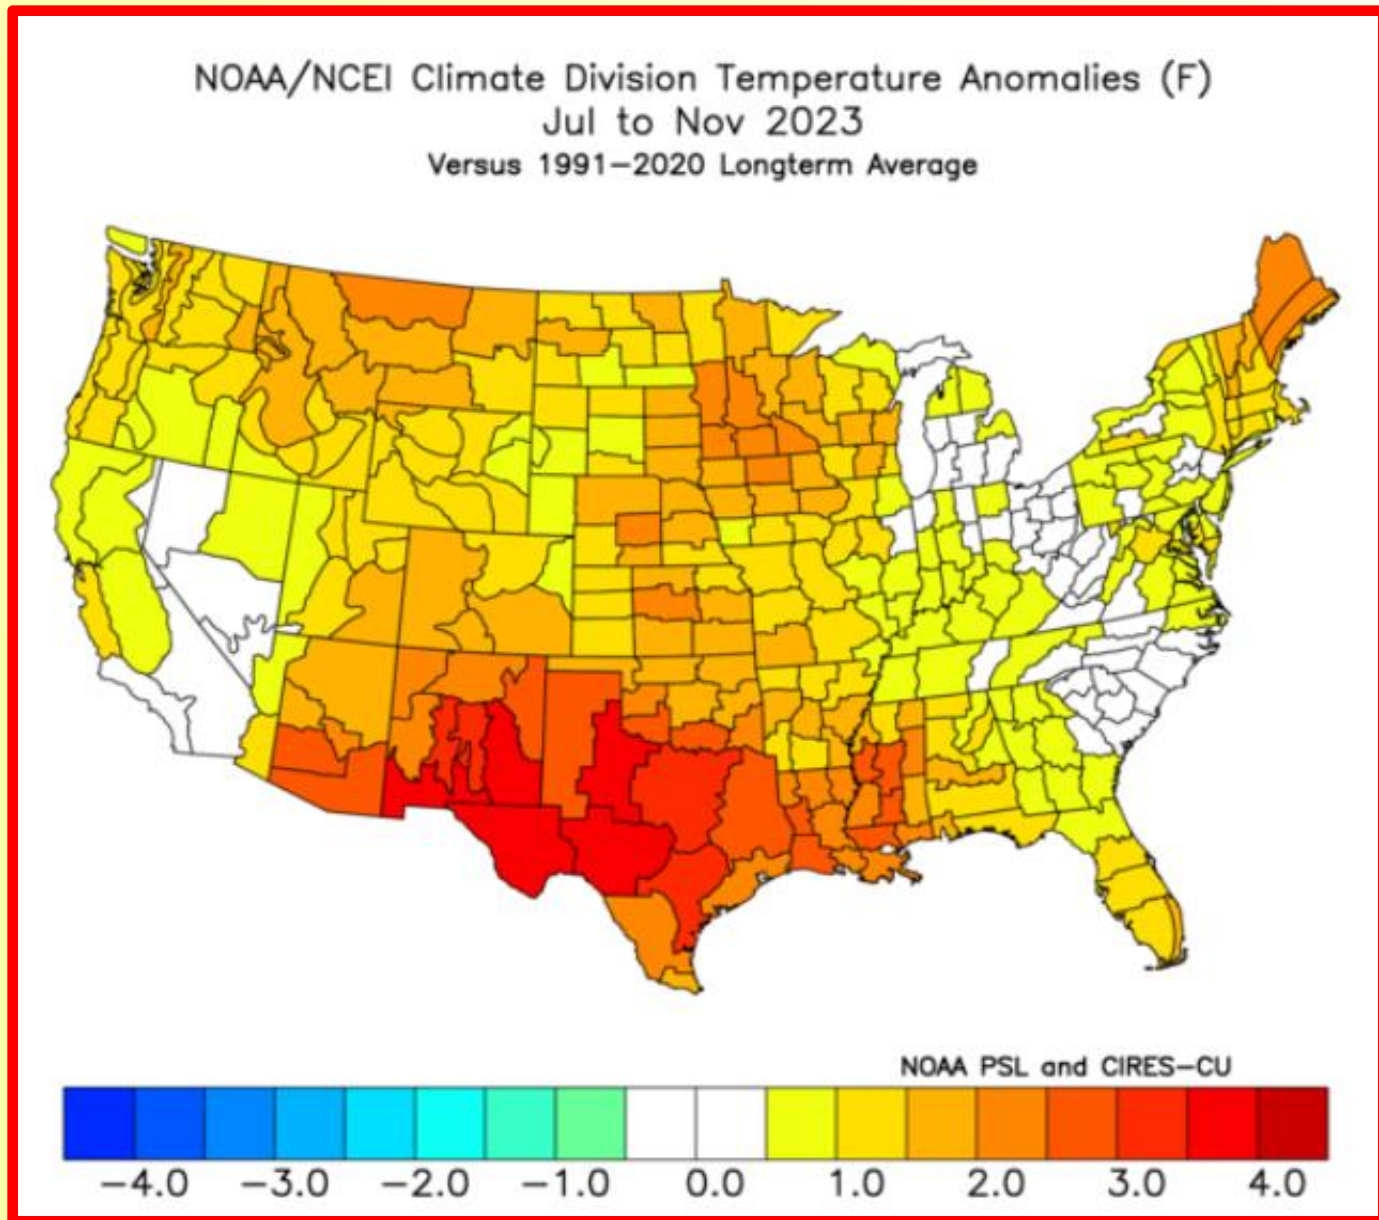 NOAA/NCEI Climate Division Temperature Anomalies (F)
Jul to Nov 2023
Versus 1991−2020 Longterm Average
NOAA PSL and CIRES−CU
−4.0 −3.0 −2.0 −1.0 0.0 1.0 2.0 3.0 4.0